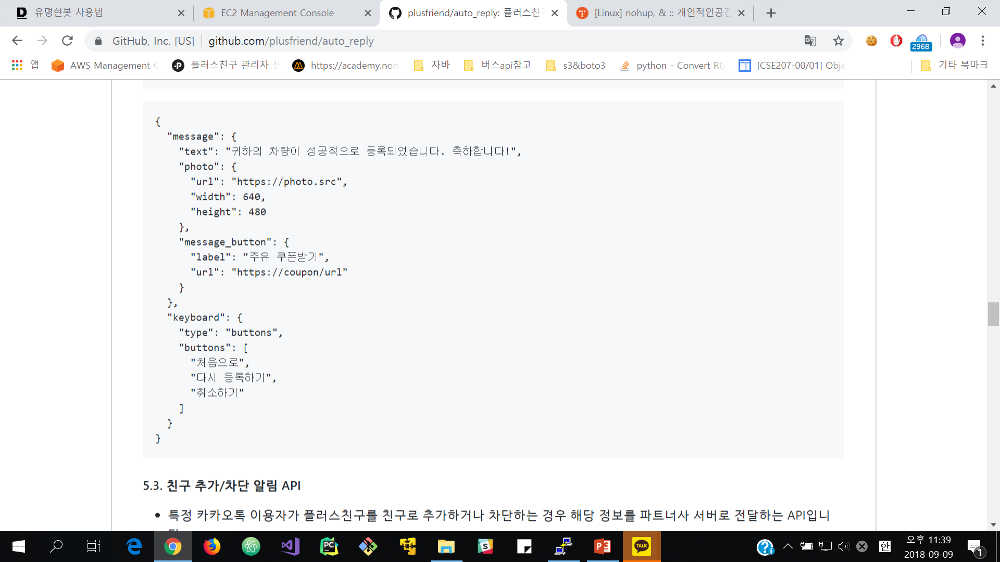 유명현봇 사용법
EC2 Management Console
plusfriend/auto_reply: 플러스친구
[Linux] nohup, & :: 개인적인공간
GitHub, Inc. [US]
github.com/plusfriend/auto_reply
2968
앱
AWS Management C
플러스친구 관리자 센
https://academy.nom
자바
버스api참고
s3&boto3
python - Convert RG
[CSE207-00/01] Obje
기타 북마크
{
"message": {
"text": "귀하의 차량이 성공적으로 등록되었습니다. 축하합니다!",
"photo": {
"url": "https://photo.src",
"width": 640,
"height": 480
},
"message_button": {
"label": "주유 쿠폰받기",
"url": "https://coupon/url"
}
},
"keyboard": {
"type": "buttons",
"buttons": [
"처음으로",
"다시 등록하기",
"취소하기"
]
}
}
5.3. 친구 추가/차단 알림 API
특정 카카오톡 이용자가 플러스친구를 친구로 추가하거나 차단하는 경우 해당 정보를 파트너사 서버로 전달하는 API입니
PC
S
P
TALK
한
오후 11:39
2018-09-09
1